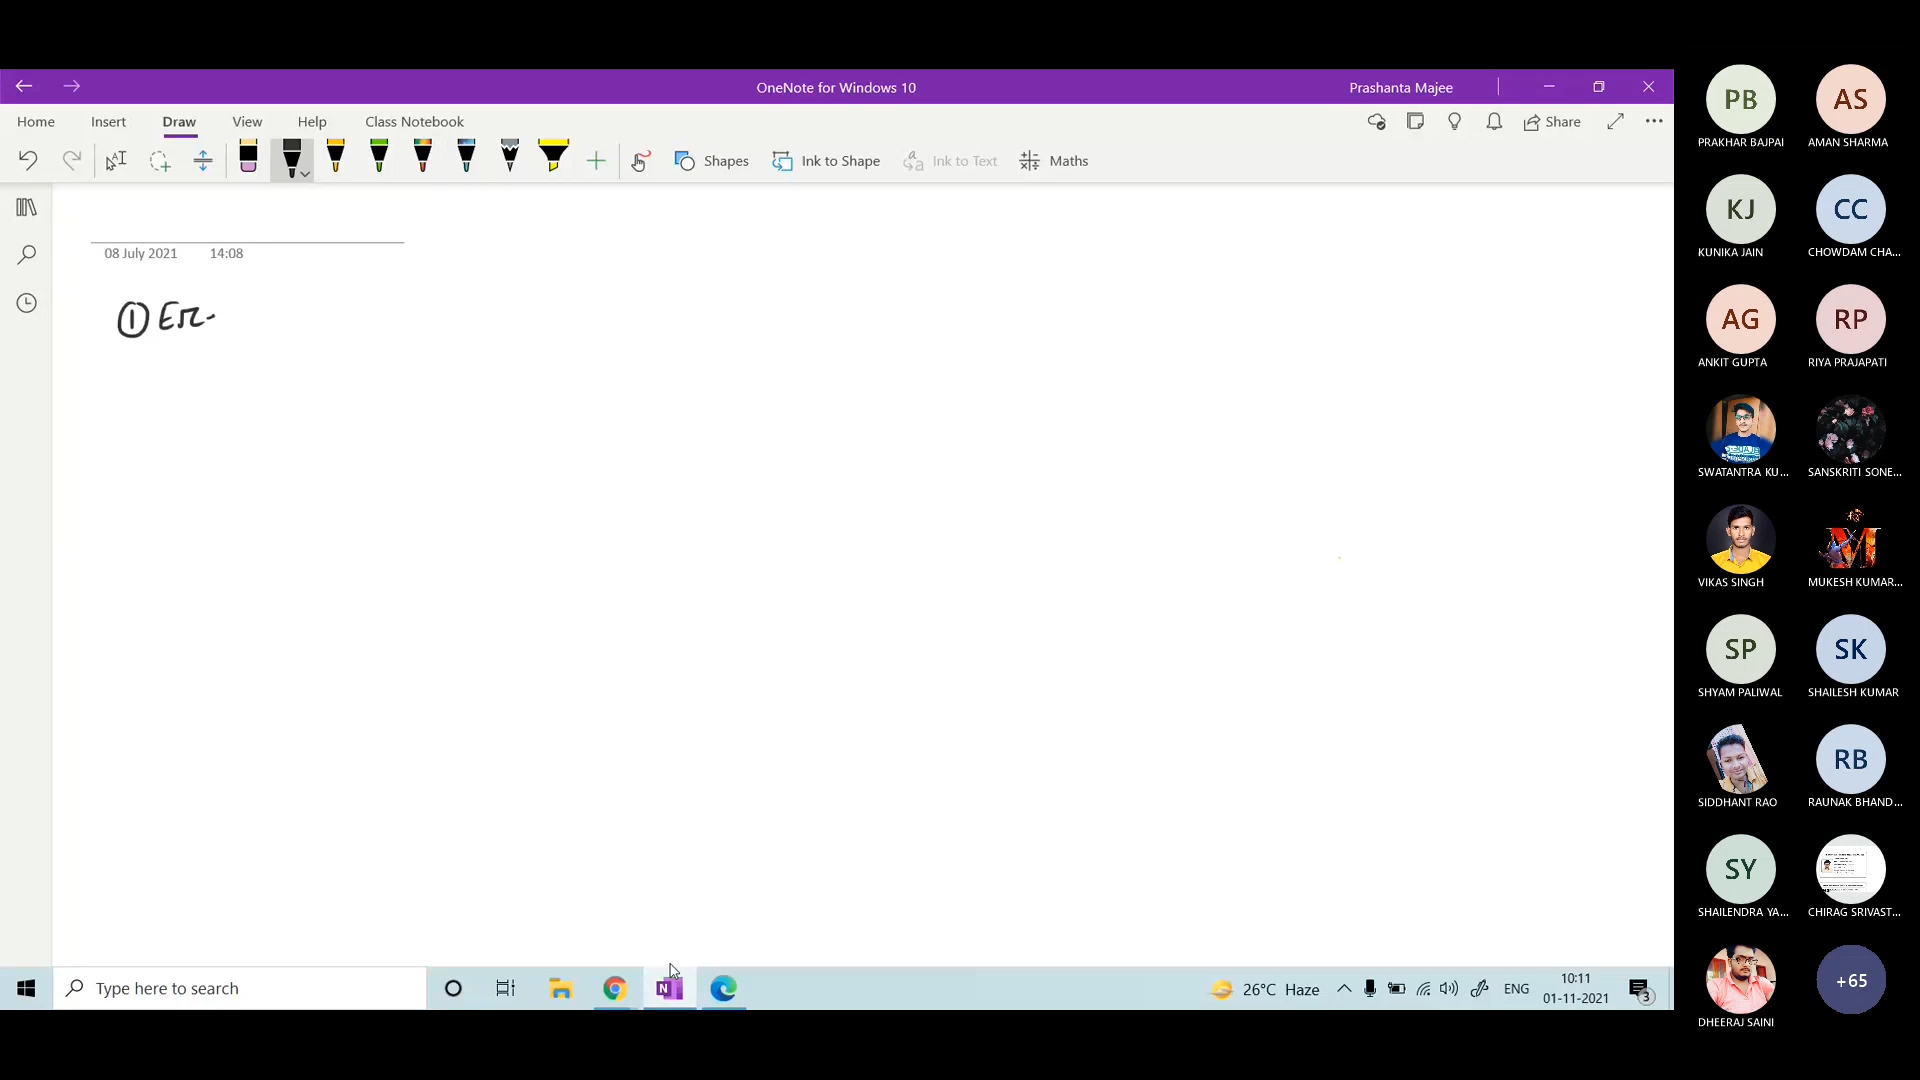 OneNote for Windows 10
Prashanta Majee
Home Insert Draw View Help Class Notebook
Share
Shapes Ink to Shape Ink to Text Maths
08 July 2021 14:08
① Er
PB AS
PRAKHAR BAJPAI AMAN SHARMA
KJ CC
KUNIKA JAIN CHOWDAM CHA...
AG RP
ANKIT GUPTA RIYA PRAJAPATI
SWATANTRA KU... SANSKRITI SONE...
VIKAS SINGH MUKESH KUMAR...
SP SK
SHYAM PALIWAL SHAILESH KUMAR
RB
SIDDHANT RAO RAUNAK BHAND...
SY
SHAILENDRA YA... CHIRAG SRIVAST...
+65
DHEERAJ SAINI
Type here to search
26°C Haze
ENG
10:11
01-11-2021
3